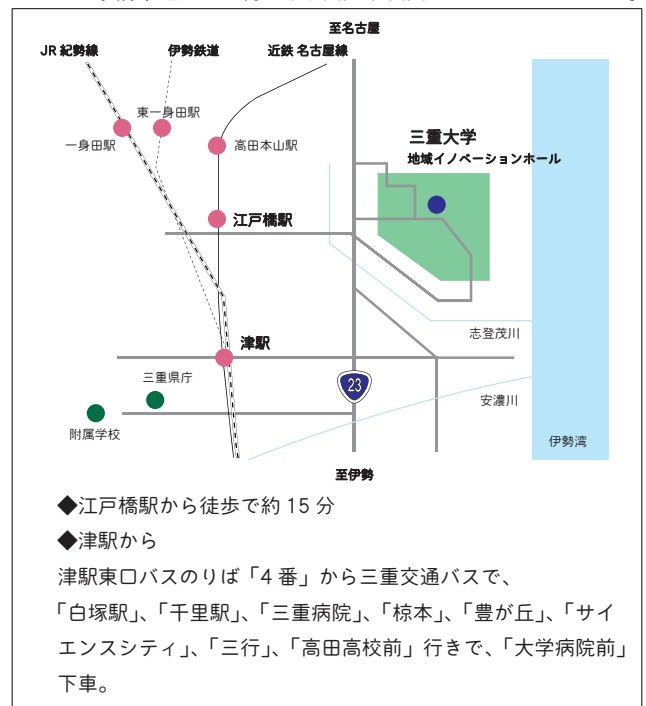 至名古屋
JR 紀勢線
伊勢鉄道
近鉄 名古屋線
東一身田駅
一身田駅
高田本山駅
三重大学
地域イノベーションホール
江戸橋駅
志登茂川
津駅
三重県庁
23
安濃川
附属学校
伊勢湾
至伊勢
◆江戸橋駅から徒歩で約 15 分
◆津駅から
津駅東口バスのりば「4 番」から三重交通バスで、
「白塚駅」、「千里駅」、「三重病院」、「椋本」、「豊が丘」、「サイ
エンスシティ」、「三行」、「高田高校前」行きで、「大学病院前」
下車。